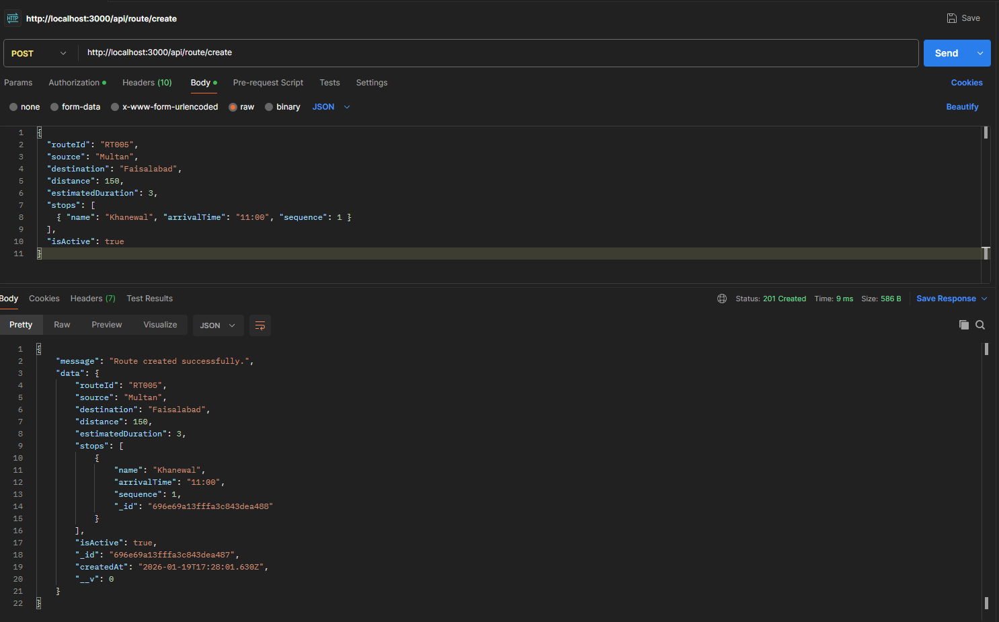 HTTP http://localhost:3000/api/route/create Save
POST http://localhost:3000/api/route/create Send
Params Authorization Headers (10) Body Pre-request Script Tests Settings Cookies
none form-data x-www-form-urlencoded raw binary JSON Beautify
1 {
2 "routeId": "RT005",
3 "source": "Multan",
4 "destination": "Faisalabad",
5 "distance": 150,
6 "estimatedDuration": 3,
7 "stops": [
8 { "name": "Khanewal", "arrivalTime": "11:00", "sequence": 1 }
9 ],
10 "isActive": true
11 }
Body Cookies Headers (7) Test Results Status: 201 Created Time: 9 ms Size: 586 B Save Response
Pretty Raw Preview Visualize JSON
1 {
2 "message": "Route created successfully.",
3 "data": {
4 "routeId": "RT005",
5 "source": "Multan",
6 "destination": "Faisalabad",
7 "distance": 150,
8 "estimatedDuration": 3,
9 "stops": [
10 {
11 "name": "Khanewal",
12 "arrivalTime": "11:00",
13 "sequence": 1,
14 "_id": "696e69a13fffa3c843dea488"
15 }
16 ],
17 "isActive": true,
18 "_id": "696e69a13fffa3c843dea487",
19 "createdAt": "2026-01-19T17:28:01.630Z",
20 "__v": 0
21 }
22 }